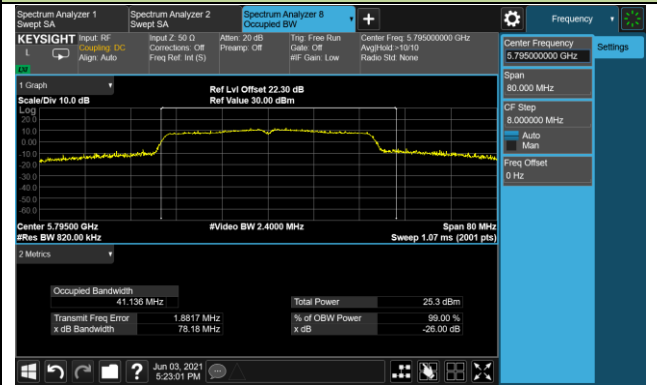 Spectrum Analyzer 1
Swept SA
Spectrum Analyzer 2
Swept SA
Spectrum Analyzer 8
Occupied BW
Frequency
KEYSIGHT
L
Input: RF
Coupling: DC
Align: Auto
Input Z: 50 Ω
Corrections: Off
Freq Ref: Int (S)
Atten: 20 dB
Preamp: Off
Trig: Free Run
Gate: Off
#IF Gain: Low
Center Freq: 5.795000000 GHz
Avg|Hold:>10/10
Radio Std: None
Center Frequency
5.795000000 GHz
Settings
Span
80.000 MHz
CF Step
8.000000 MHz
Auto
Man
Freq Offset
0 Hz
1 Graph
Ref Lvl Offset 22.30 dB
Scale/Div 10.0 dB
Ref Value 30.00 dBm
Log
20.0
10.0
0.00
-10.0
-20.0
-30.0
-40.0
-50.0
-60.0
Center 5.79500 GHz
#Video BW 2.4000 MHz
Span 80 MHz
#Res BW 820.00 kHz
Sweep 1.07 ms (2001 pts)
2 Metrics
Occupied Bandwidth
41.136 MHz
Total Power
25.3 dBm
Transmit Freq Error
1.8817 MHz
% of OBW Power
99.00 %
x dB Bandwidth
78.18 MHz
x dB
-26.00 dB
?
Jun 03, 2021
5:23:01 PM